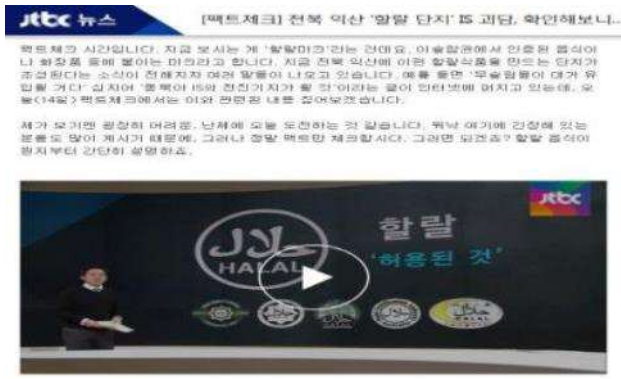 jtbc 뉴스
[팩트체크] 전북 익산 '할랄 단지' IS 괴담, 확인해보니..
팩트체크 시간입니다. 지금 보시는 게 '할랄마크'라는 건데요, 이슬람권에서 인증된 음식이
나 화장품 등에 붙이는 마크라고 합니다. 지금 전북 익산에 이런 할랄식품을 만드는 단지가
조성된다는 소식이 전해지자 여러 말들이 나오고 있습니다. 예를 들면 '무슬림들이 대거 유
입될 거다' 심지어 '동북아 IS의 전진기지가 될 것'이라는 글이 인터넷에 퍼지고 있는데, 오
늘(14일) 팩트체크에서는 이와 관련된 내용 짚어보겠습니다.
제가 보기엔 굉장히 어려운, 난제에 오늘 도전하는 것 같습니다. 워낙 여기에 긴장해 있는
분들도 많이 계시기 때문에, 그러나 정말 팩트만 체크합시다. 그러면 되겠죠? 할랄 음식이
뭔지부터 간단히 설명하죠.
jtbc
حلال
할랄
HALAL
'허용된 것'